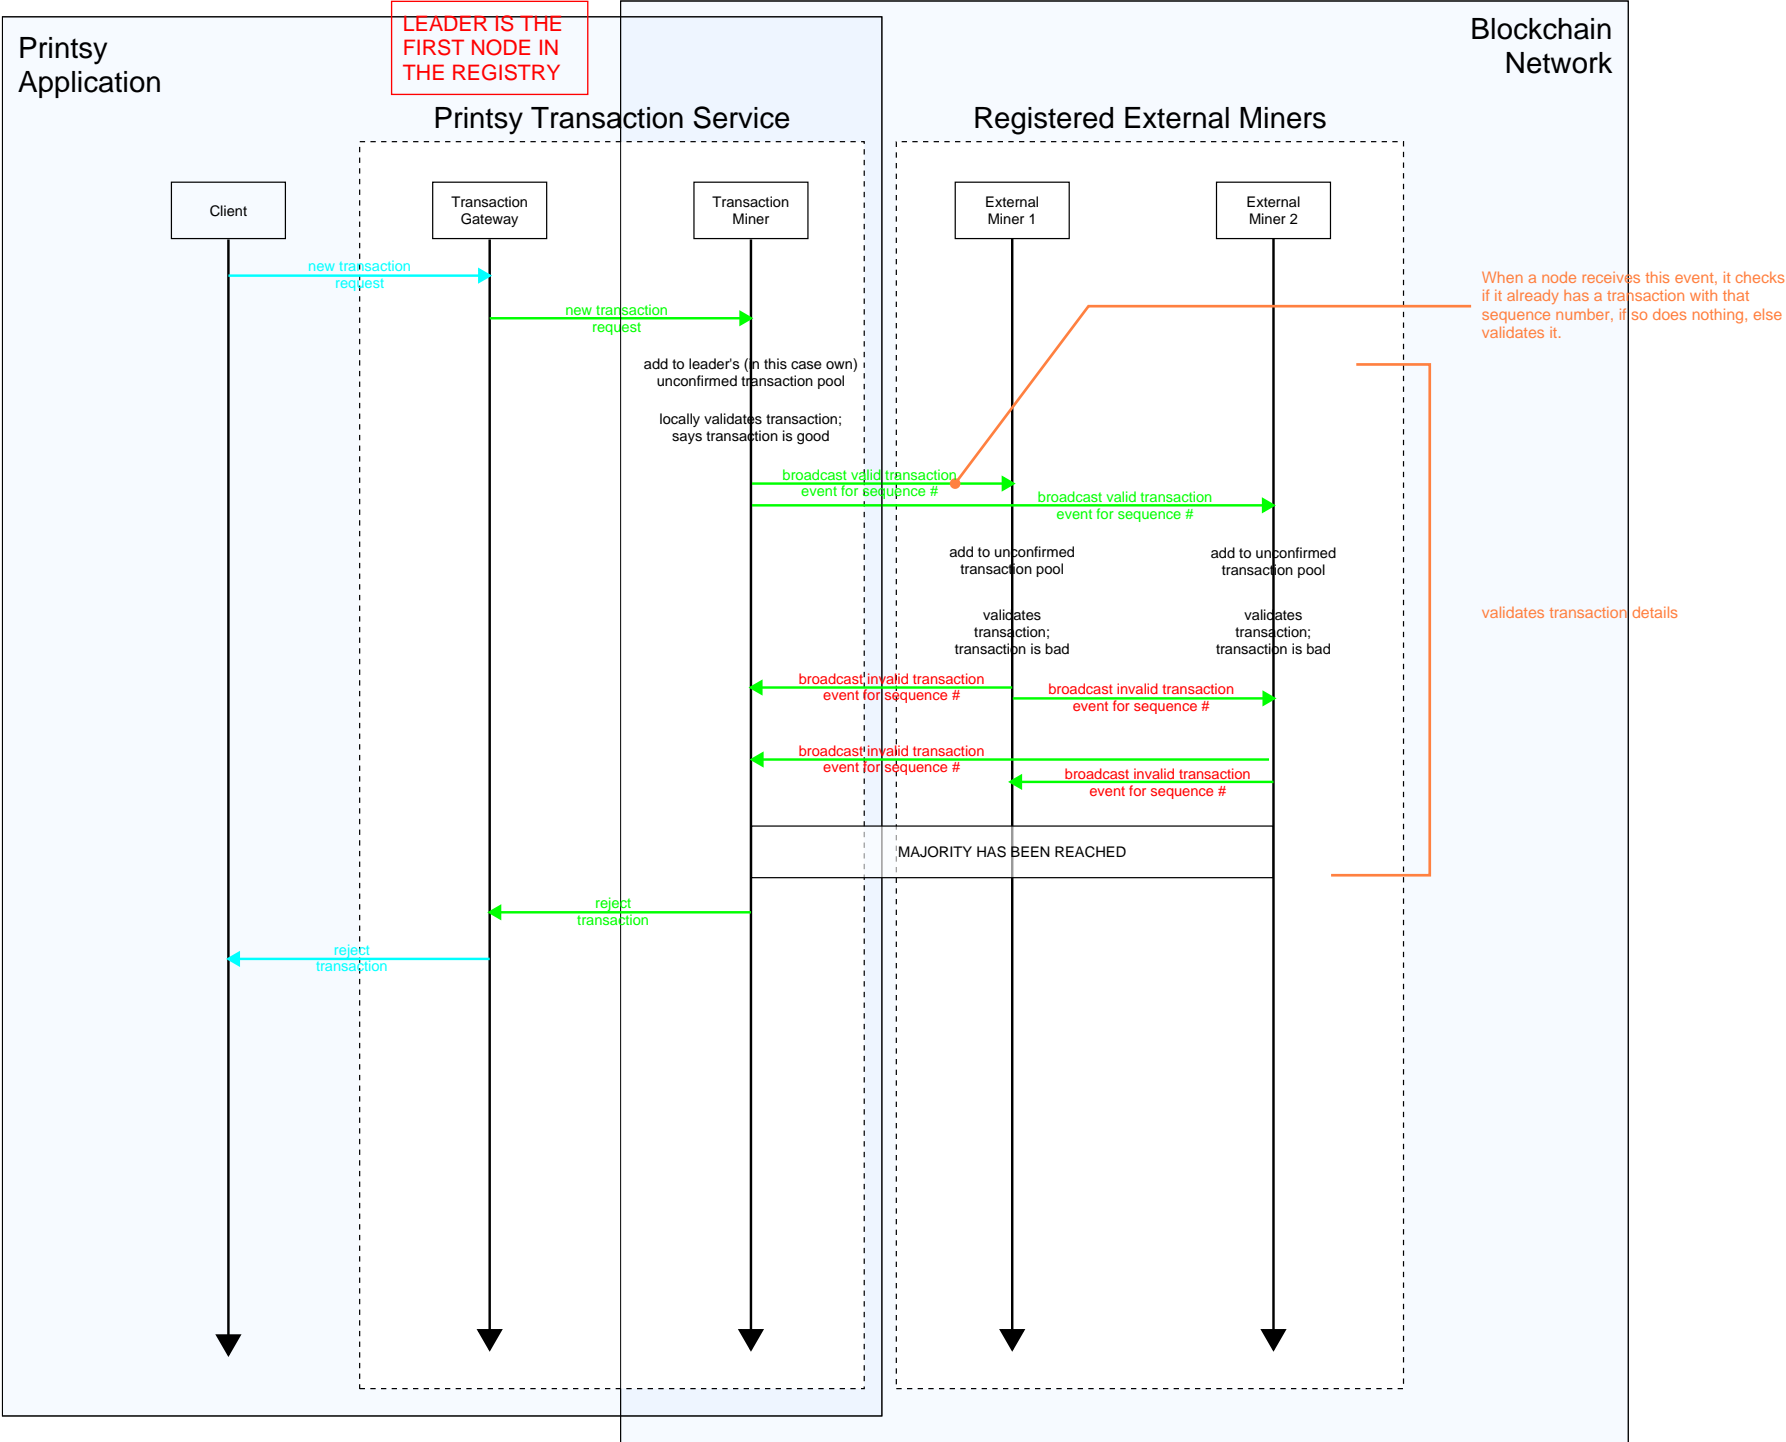 LEADER IS THE
FIRST NODE IN
THE REGISTRY
Printsy
Application
Blockchain
Network
Printsy Transaction Service
Registered External Miners
Client
Transaction
Gateway
Transaction
Miner
External
Miner 1
External
Miner 2
new transaction
request
new transaction
request
When a node receives this event, it checks
if it already has a transaction with that
sequence number, if so does nothing, else
validates it.
add to leader's (in this case own)
unconfirmed transaction pool
locally validates transaction;
says transaction is good
broadcast valid transaction
event for sequence #
broadcast valid transaction
event for sequence #
add to unconfirmed
transaction pool
add to unconfirmed
transaction pool
validates
transaction;
transaction is bad
validates
transaction;
transaction is bad
validates transaction details
broadcast invalid transaction
event for sequence #
broadcast invalid transaction
event for sequence #
broadcast invalid transaction
event for sequence #
broadcast invalid transaction
event for sequence #
MAJORITY HAS BEEN REACHED
reject
transaction
reject
transaction